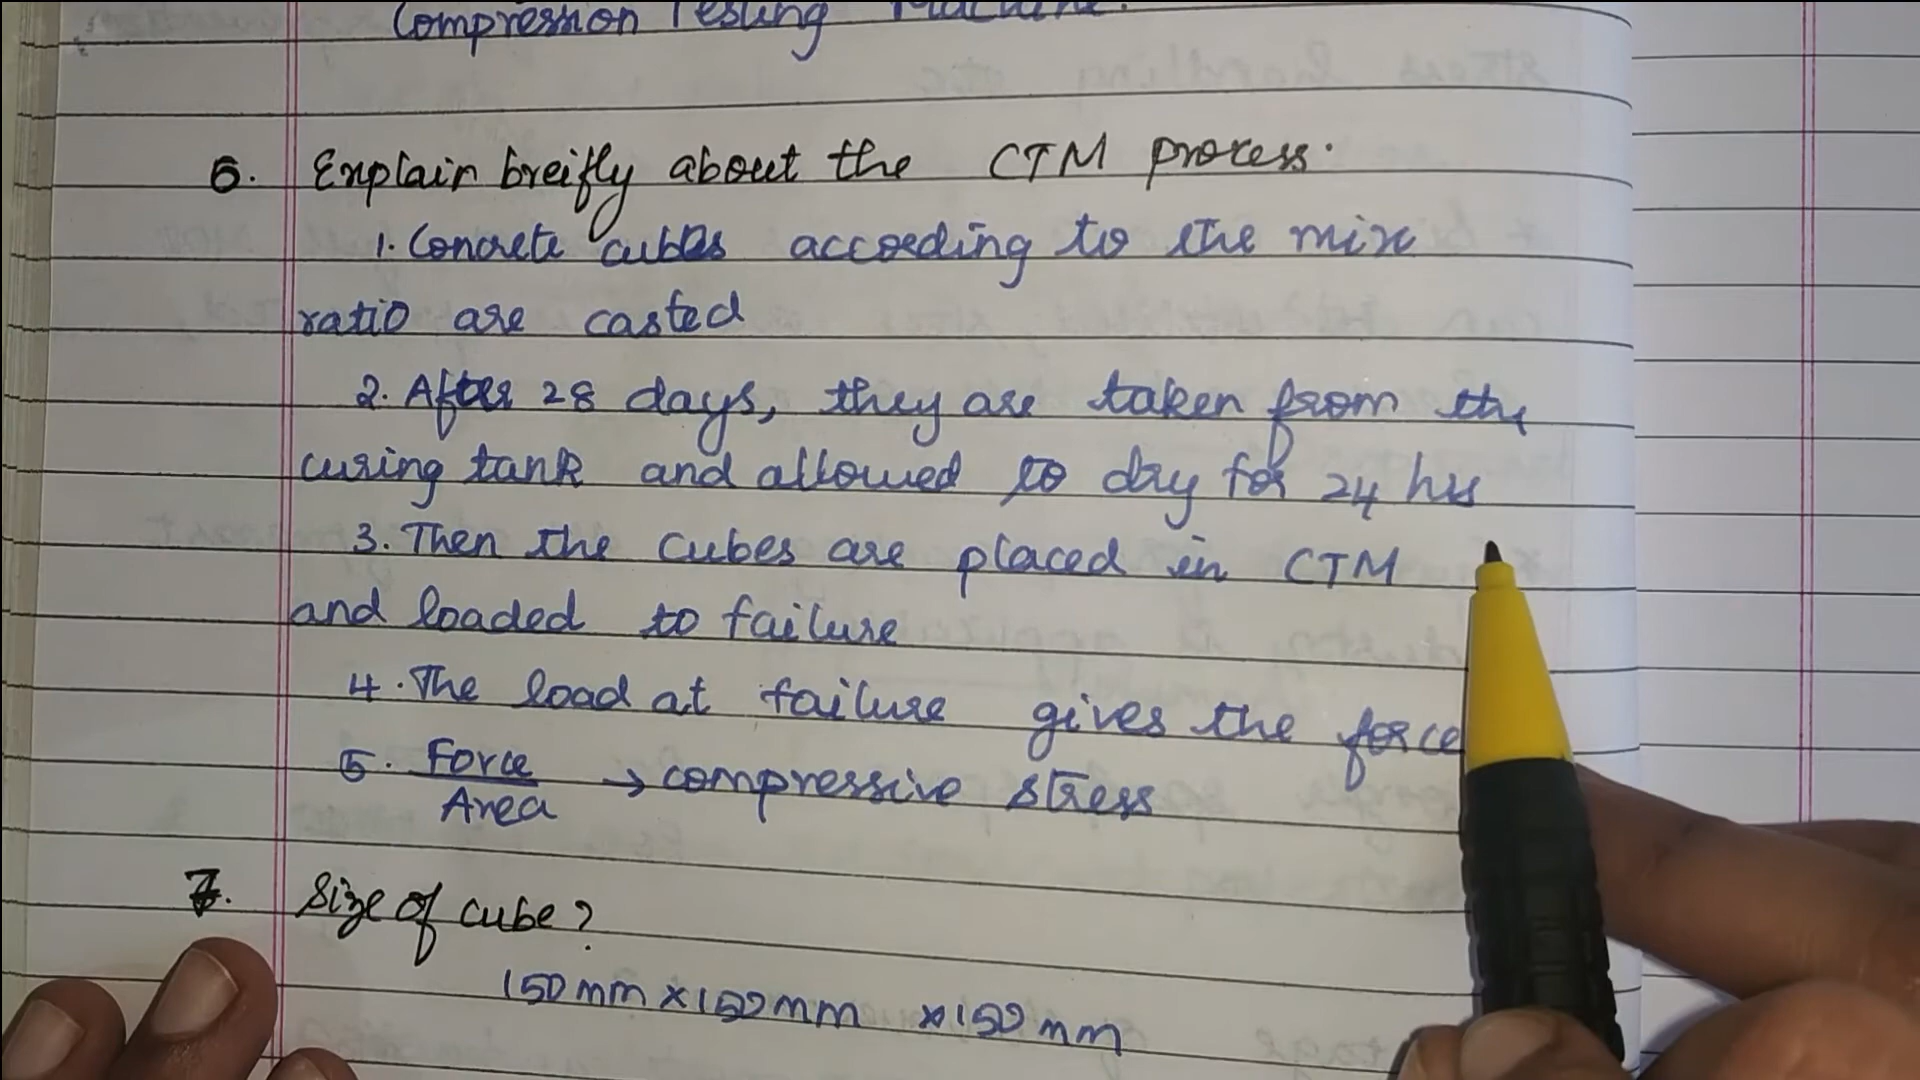 Compression Testing Machine.
6. Explain breifly about the CTM process.
1. Concrete cubes according to the mix
ratio are casted
2. After 28 days, they are taken from the
curing tank and allowed to dry for 24 hrs
3. Then the cubes are placed in CTM
and loaded to failure
4. The load at failure gives the force
5. Force
Area → compressive stress
7. Size of cube?
150 mm x 150 mm x 150 mm